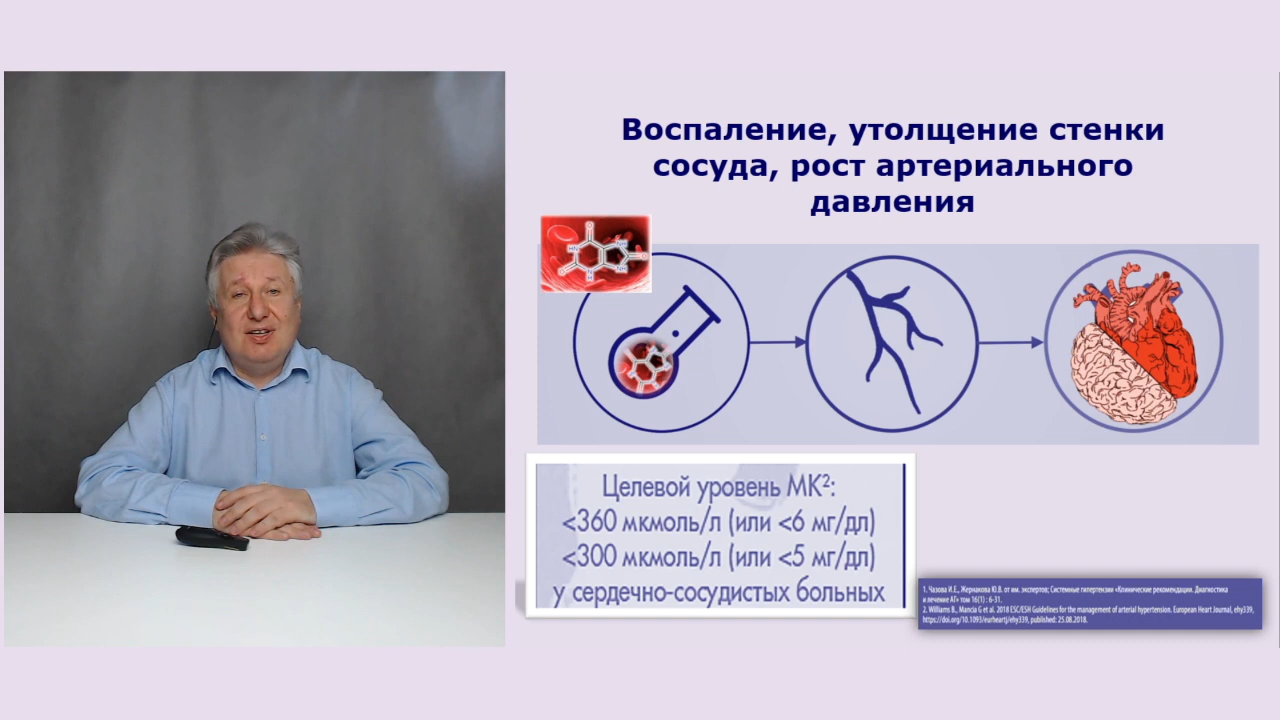 Воспаление, утолщение стенки
сосуда, рост артериального
давления
Целевой уровень МК²:
<360 мкмоль/л (или <6 мг/дл)
<300 мкмоль/л (или <5 мг/дл)
у сердечно-сосудистых больных
1. Чазова И.Е., Жернакова Ю.В. от им. экспертов; Системные гипертензии «Клинические рекомендации. Диагностика
и лечение АГ» том 16(1) : 6-31.
2. Williams B., Mancia G et al. 2018 ESC/ESH Guidelines for the management of arterial hypertension. European Heart Journal, ehy339,
https://doi.org/10.1093/eurheartj/ehy339, published: 25.08.2018.